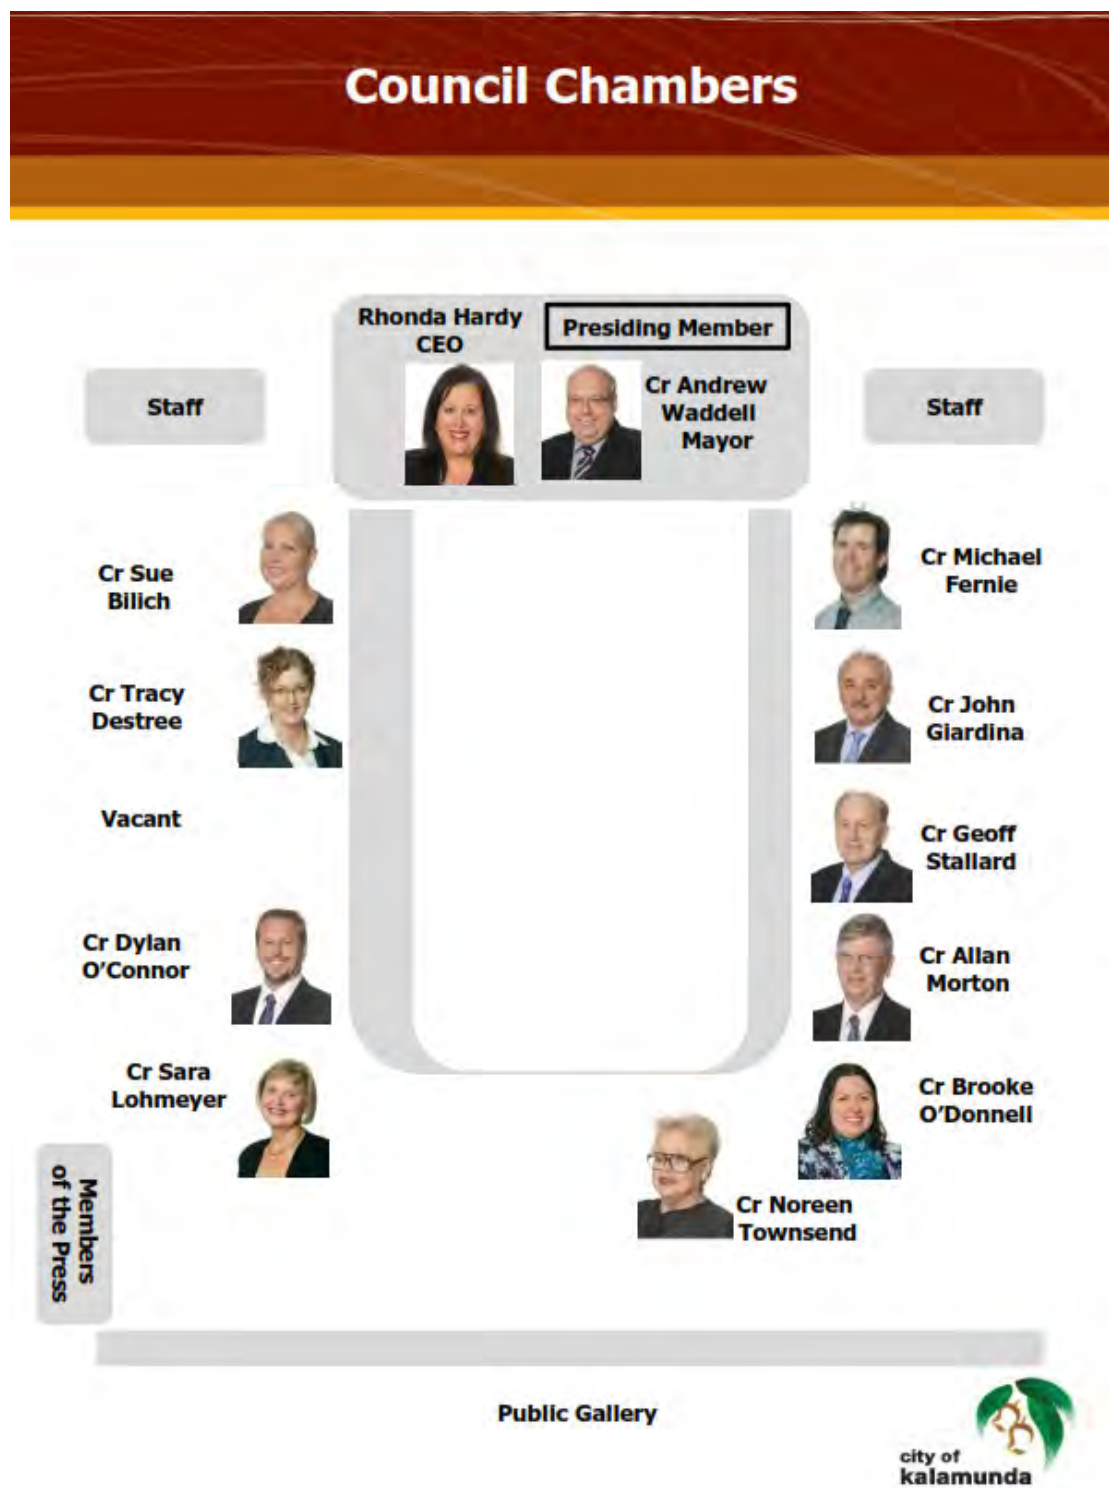 Council Chambers
Rhonda Hardy
CEO
Presiding Member
Cr Andrew
Waddell
Mayor
Staff
Staff
Cr Sue
Bilich
Cr Michael
Fernie
Cr Tracy
Destree
Cr John
Giardina
Vacant
Cr Geoff
Stallard
Cr Dylan
O’Connor
Cr Allan
Morton
Cr Sara
Lohmeyer
Cr Brooke
O’Donnell
Cr Noreen
Townsend
Members
of the Press
Public Gallery
city of
kalamunda